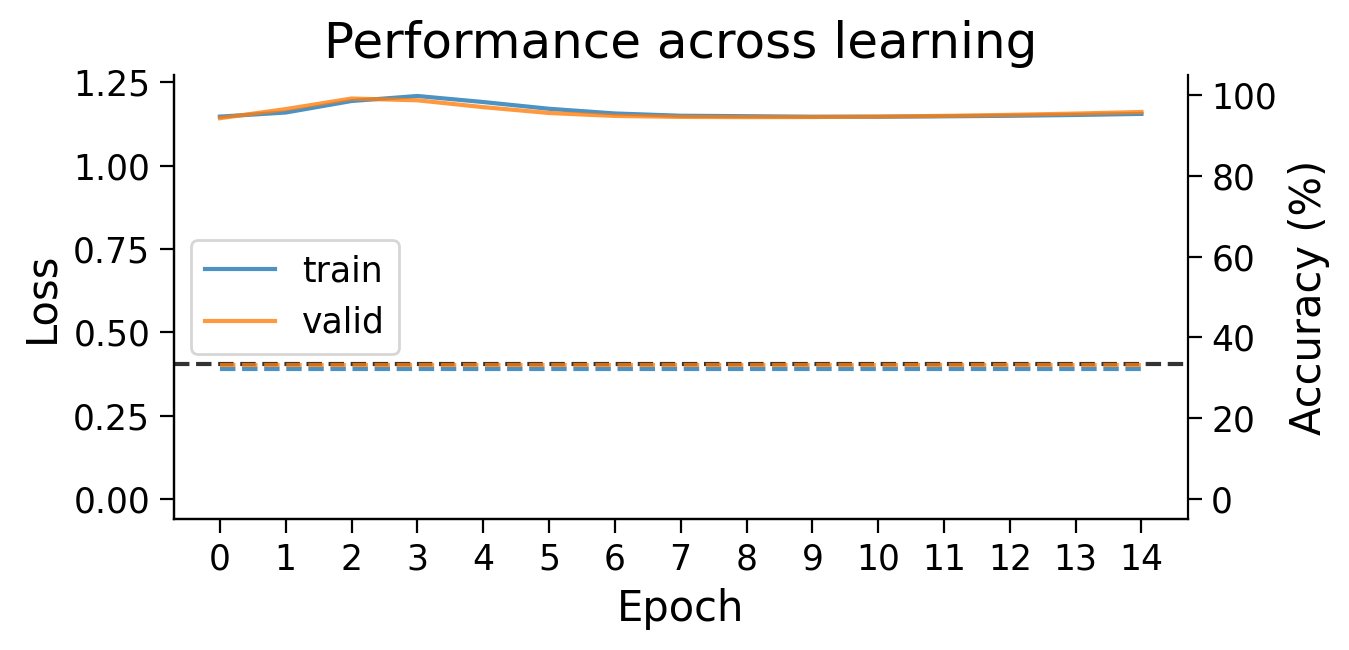 Performance across learning
1.25
1.00
0.75
0.50
0.25
0.00
Loss
train
valid
100
80
60
40
20
0
Accuracy (%)
0 1 2 3 4 5 6 7 8 9 10 11 12 13 14
Epoch